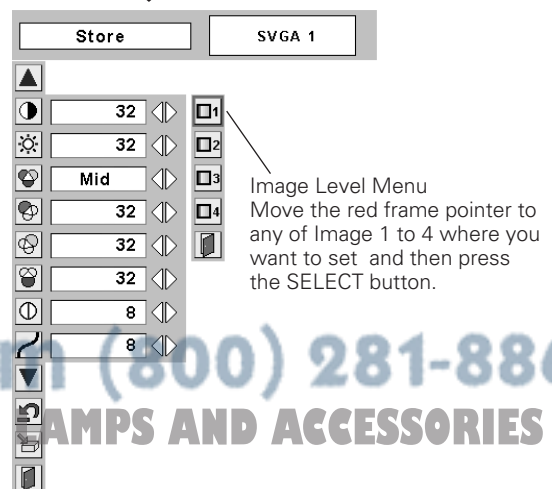 Store SVGA 1
32 1
32 2
Mid 3
32 4
32
32
8
8
Image Level Menu
Move the red frame pointer to
any of Image 1 to 4 where you
want to set and then press
the SELECT button.
(800) 281-886
AMPS AND ACCESSORIES